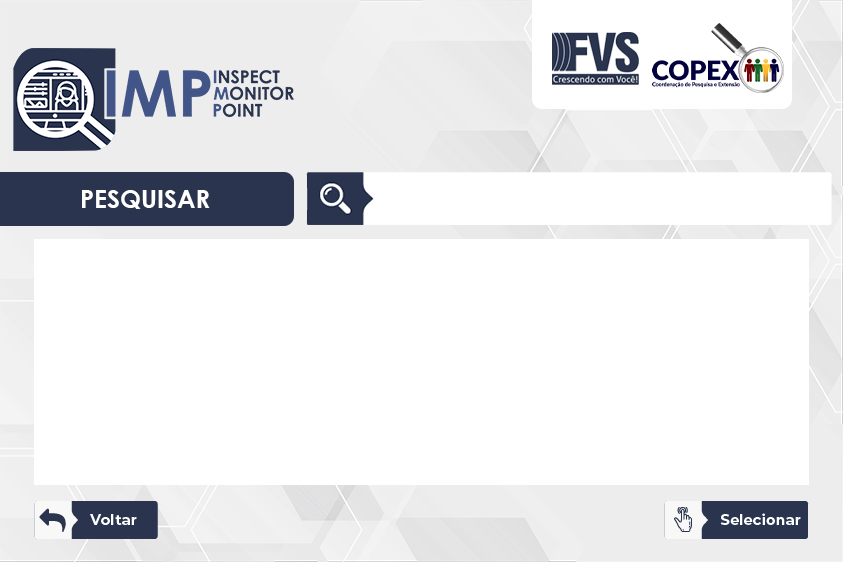 IMP
INSPECT
MONITOR
POINT
FVS
Crescendo com Você!
COPEX
Coordenação de Pesquisa e Extensão
PESQUISAR
Voltar
Selecionar